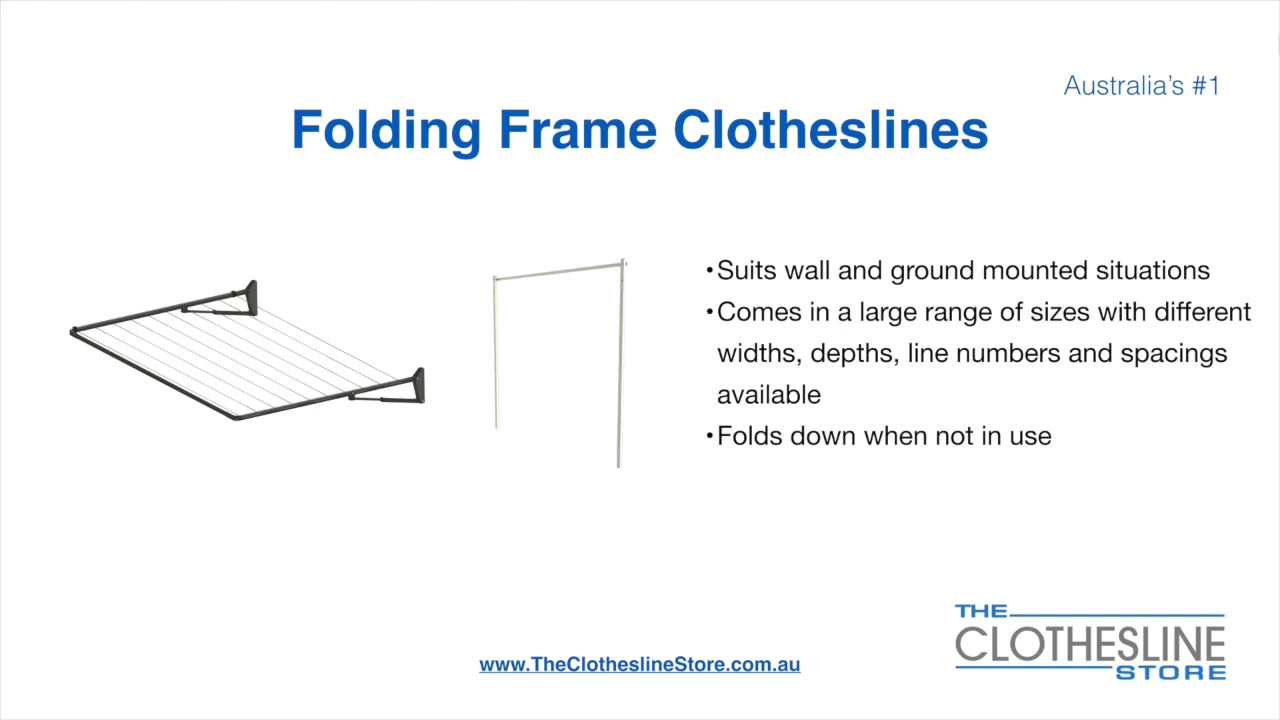 Australia's #1
Folding Frame Clotheslines
•Suits wall and ground mounted situations
•Comes in a large range of sizes with different
widths, depths, line numbers and spacings
available
•Folds down when not in use
www.TheClotheslineStore.com.au
THE
CLOTHESLINE
STORE